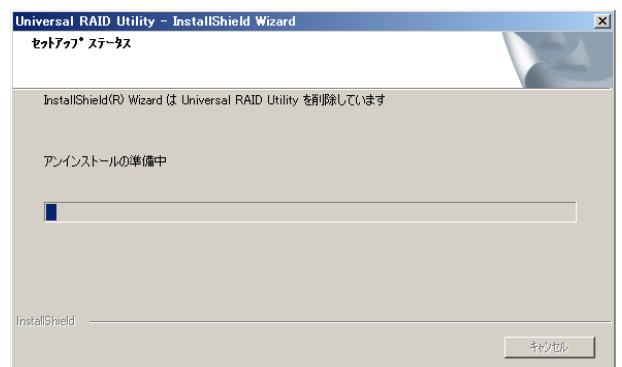 Universal RAID Utility - InstallShield Wizard
セットアップ ステータス
InstallShield(R) Wizard は Universal RAID Utility を削除しています
アンインストールの準備中
InstallShield
キャンセル